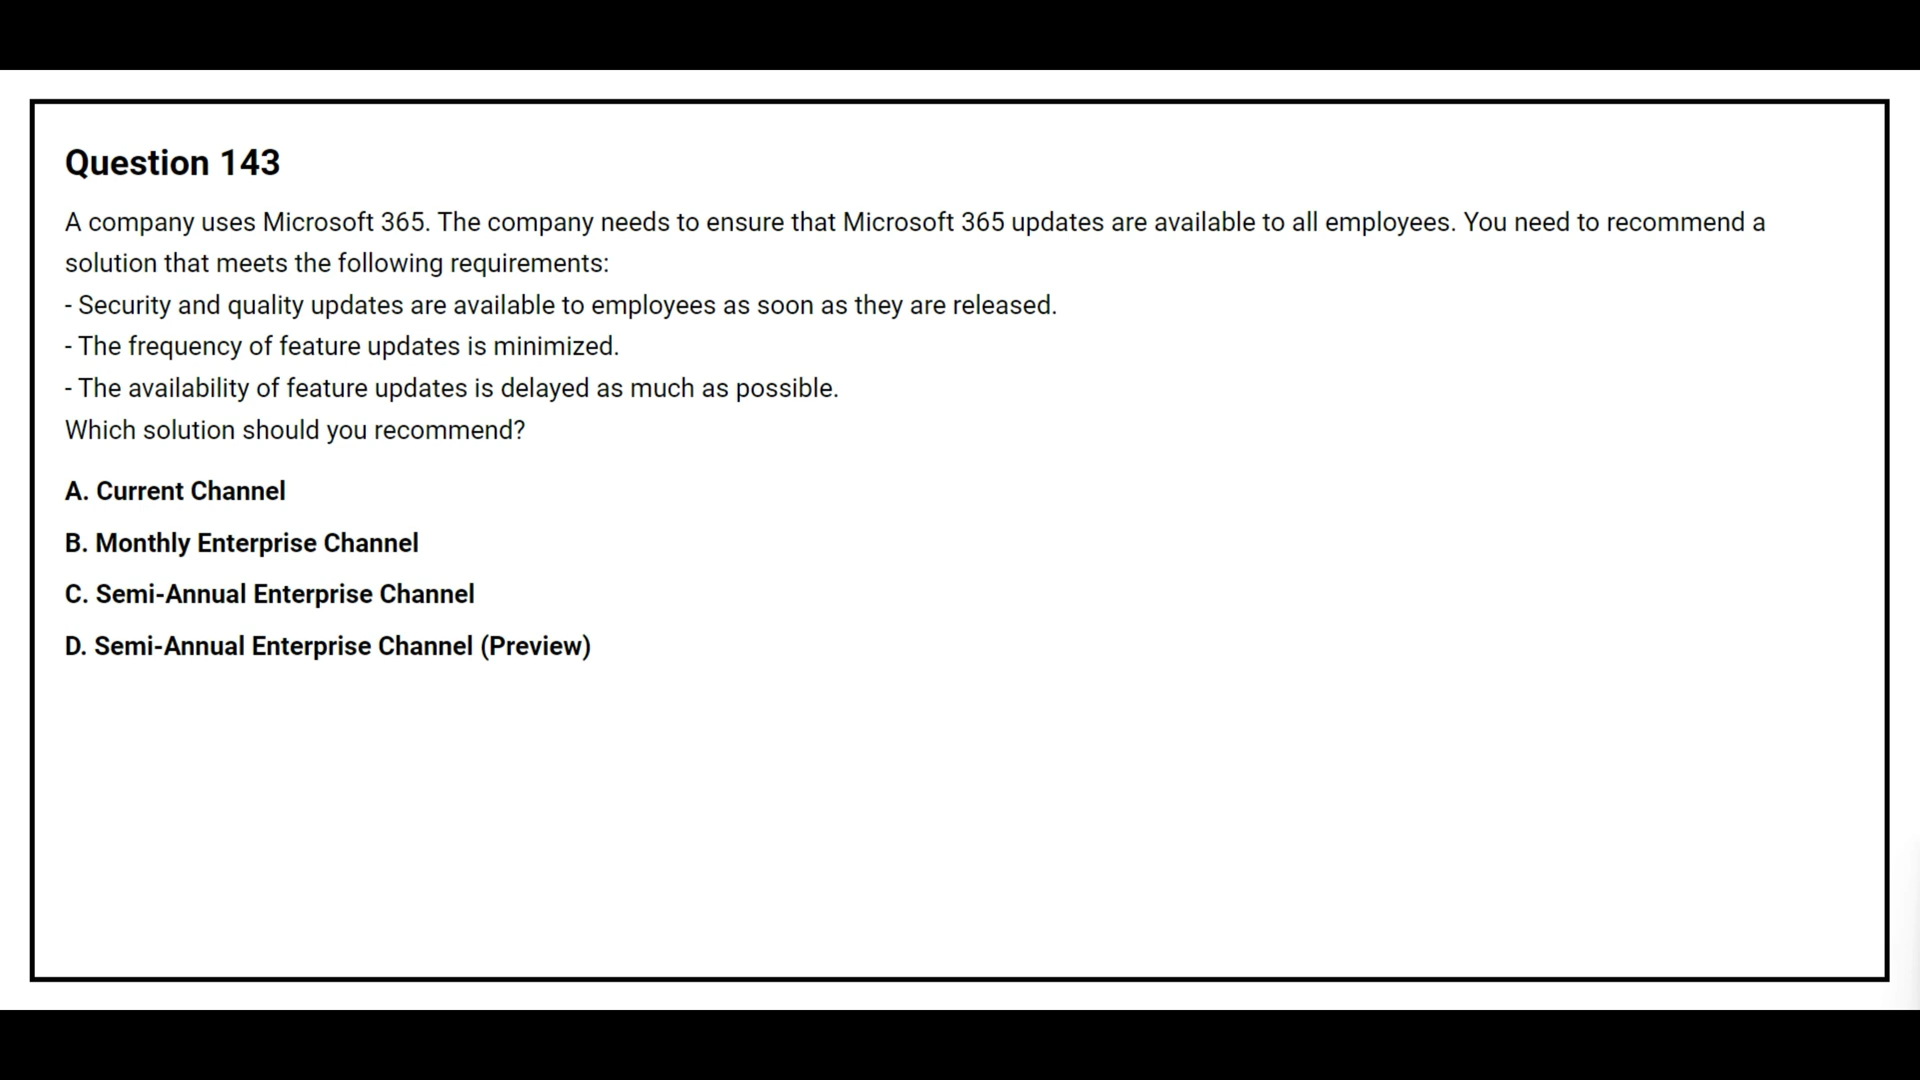 Question 143
A company uses Microsoft 365. The company needs to ensure that Microsoft 365 updates are available to all employees. You need to recommend a
solution that meets the following requirements:
- Security and quality updates are available to employees as soon as they are released.
- The frequency of feature updates is minimized.
- The availability of feature updates is delayed as much as possible.
Which solution should you recommend?
A. Current Channel
B. Monthly Enterprise Channel
C. Semi-Annual Enterprise Channel
D. Semi-Annual Enterprise Channel (Preview)